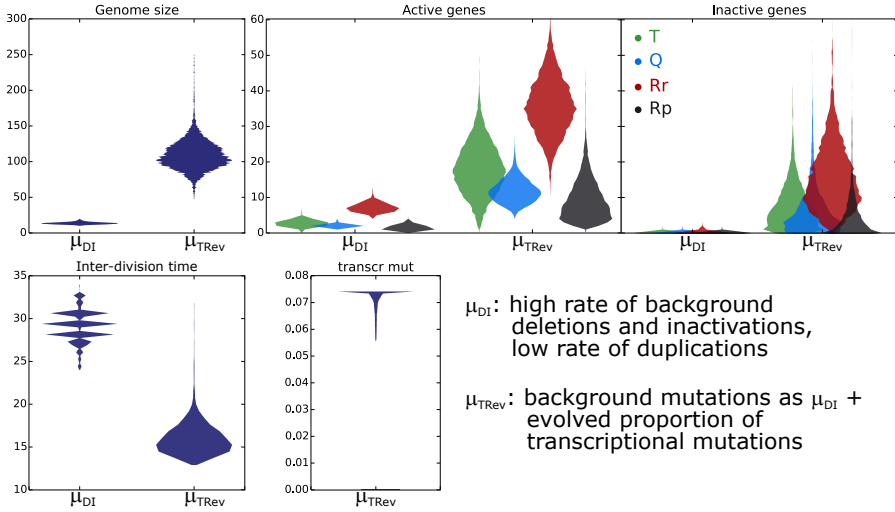 Genome size
Active genes
Inactive genes
300
250
200
150
100
50
0
μDI
μTRev
60
50
40
30
20
10
0
μDI
μTRev
T
Q
Rr
Rp
μDI
μTRev
Inter-division time
transcr mut
35
30
25
20
15
10
μDI
μTRev
0.08
0.07
0.06
0.05
0.04
0.03
0.02
0.01
0.00
μTRev
μDI: high rate of background
deletions and inactivations,
low rate of duplications
μTRev: background mutations as μDI +
evolved proportion of
transcriptional mutations